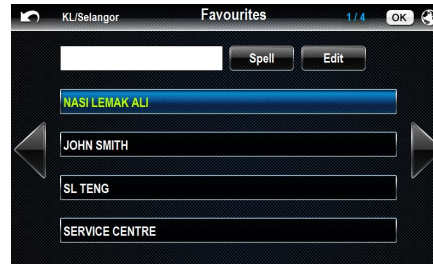 KL/Selangor Favourites 1/4 OK
Spell Edit
NASI LEMAK ALI
JOHN SMITH
SL TENG
SERVICE CENTRE